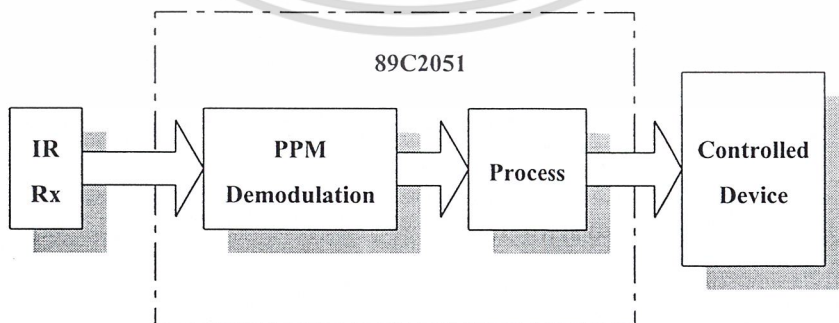 89C2051
IR
Rx
PPM
Demodulation
Process
Controlled
Device